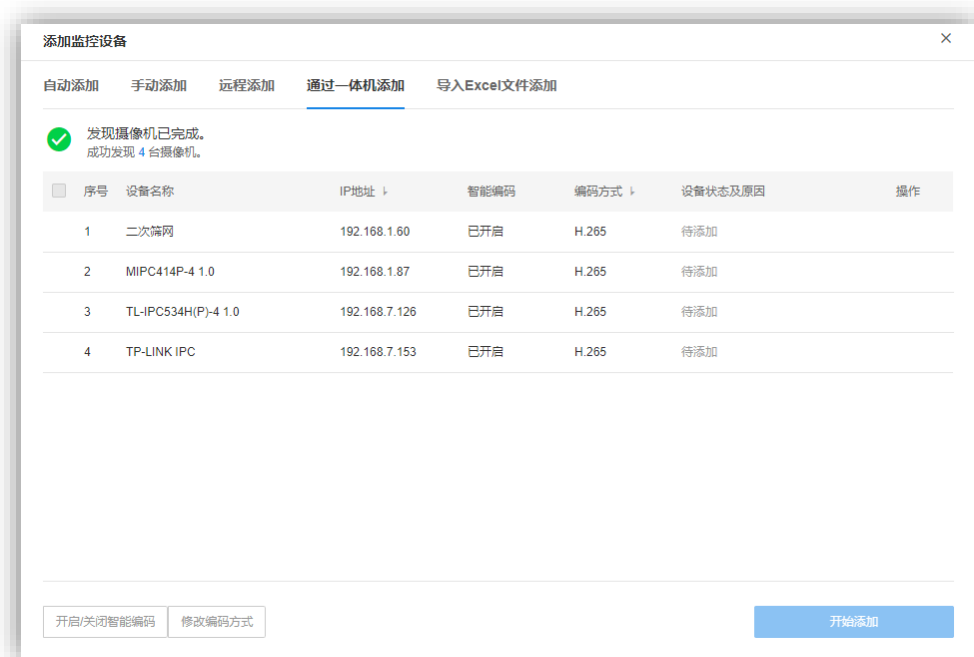 添加监控设备
自动添加 手动添加 远程添加 通过一体机添加 导入Excel文件添加
发现摄像机已完成。
成功发现 4 台摄像机。
序号 设备名称 IP地址 智能编码 编码方式 设备状态及原因 操作
1 二次筛网 192.168.1.60 已开启 H.265 待添加
2 MIPC414P-4 1.0 192.168.1.87 已开启 H.265 待添加
3 TL-IPC534H(P)-4 1.0 192.168.7.126 已开启 H.265 待添加
4 TP-LINK IPC 192.168.7.153 已开启 H.265 待添加
开启/关闭智能编码 修改编码方式 开始添加